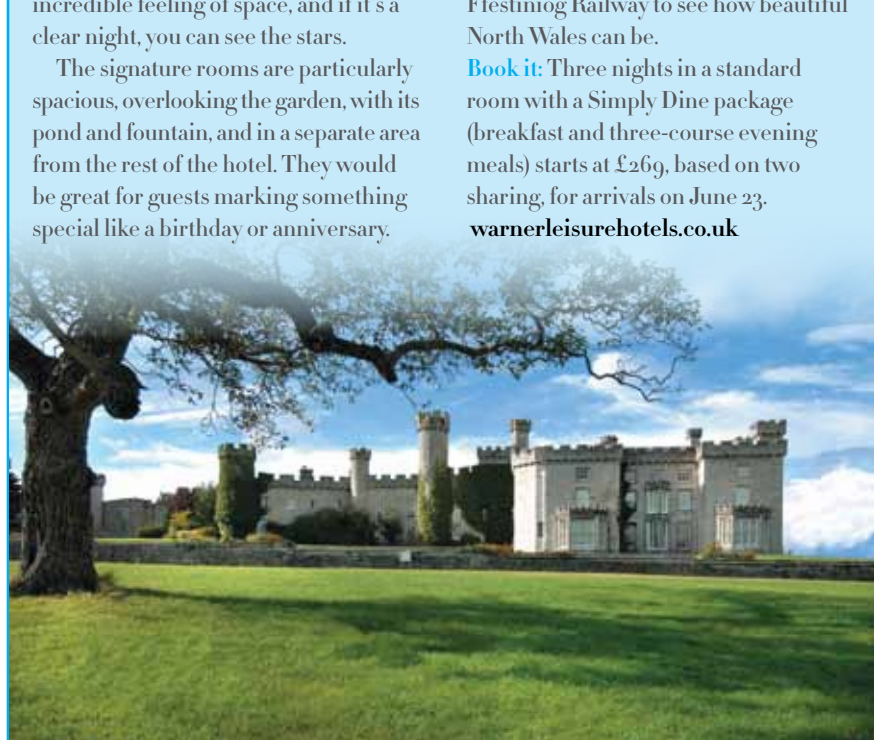 incredible feeling of space, and if it's a
clear night, you can see the stars.
The signature rooms are particularly
spacious, overlooking the garden, with its
pond and fountain, and in a separate area
from the rest of the hotel. They would
be great for guests marking something
special like a birthday or anniversary.
Ffestiniog Railway to see how beautiful
North Wales can be.
Book it: Three nights in a standard
room with a Simply Dine package
(breakfast and three-course evening
meals) starts at £269, based on two
sharing, for arrivals on June 23.
warnerleisurehotels.co.uk